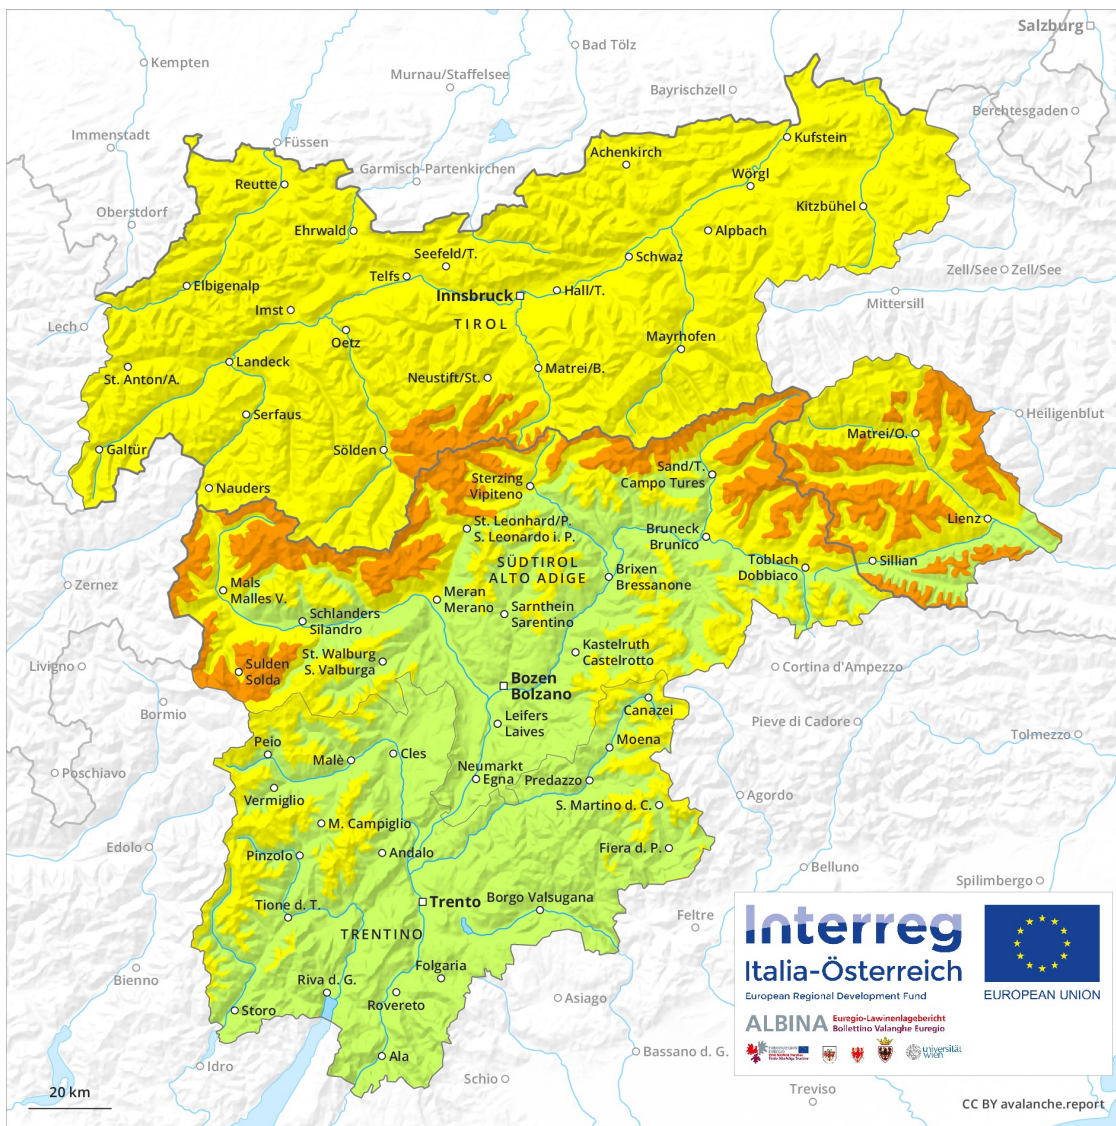 Salzburg
Bad Tölz
Kempten
Murnau/Staffelsee
Bayrischzell
Berchtesgaden
Immenstadt
Füssen
Kufstein
Achenkirch
Garmisch-Partenkirchen
Wörgl
Reutte
Oberstdorf
Kitzbühel
Ehrwald
Alpbach
Seefeld/T.
Schwaz
Telfs
Zell/See
Zell/See
Elbigenalp
Hall/T.
Innsbruck
Mittersill
Imst
TIROL
Lech
Oetz
Mayrhofen
Landeck
Matrei/B.
St. Anton/A.
Neustift/St.
Serfaus
Heiligenblut
Matrei/O.
Galtür
Sölden
Sand/T.
Campo Tures
Sterzing
Vipiteno
Nauders
Lienz
St. Leonhard/P.
S. Leonardo i. P.
Bruneck
Brunico
SÜDTIROL
ALTO ADIGE
Toblach
Dobbiaco
Sillian
Brixen
Bressanone
Zernez
Mals
Malles V.
Meran
Merano
Sarnthein
Sarentino
Schlanders
Silandro
Kastelruth
Castelrotto
St. Walburg
S. Valburga
Livigno
Sulden
Solda
Cortina d'Ampezzo
Bozen
Bolzano
Bormio
Canazei
Leifers
Laives
Pieve di Cadore
Tolmezzo
Peio
Moena
Malè
Cles
Neumarkt
Egna
Predazzo
Poschiavo
Vermiglio
Agordo
S. Martino d. C.
M. Campiglio
Edolo
Pinzolo
Andalo
Fiera d. P.
Belluno
Spilimbergo
Trento
Borgo Valsugana
Tione d. T.
Feltre
TRENTINO
Folgaria
Bienno
Riva d. G.
Rovereto
Asiago
Storo
Ala
Bassano d. G.
Idro
Schio
Treviso
20 km
Interreg
Italia-Österreich
European Regional Development Fund
EUROPEAN UNION
ALBINA
Euregio-Lawinenlagebericht
Bollettino Valanghe Euregio
universität
wien
CC BY avalanche.report